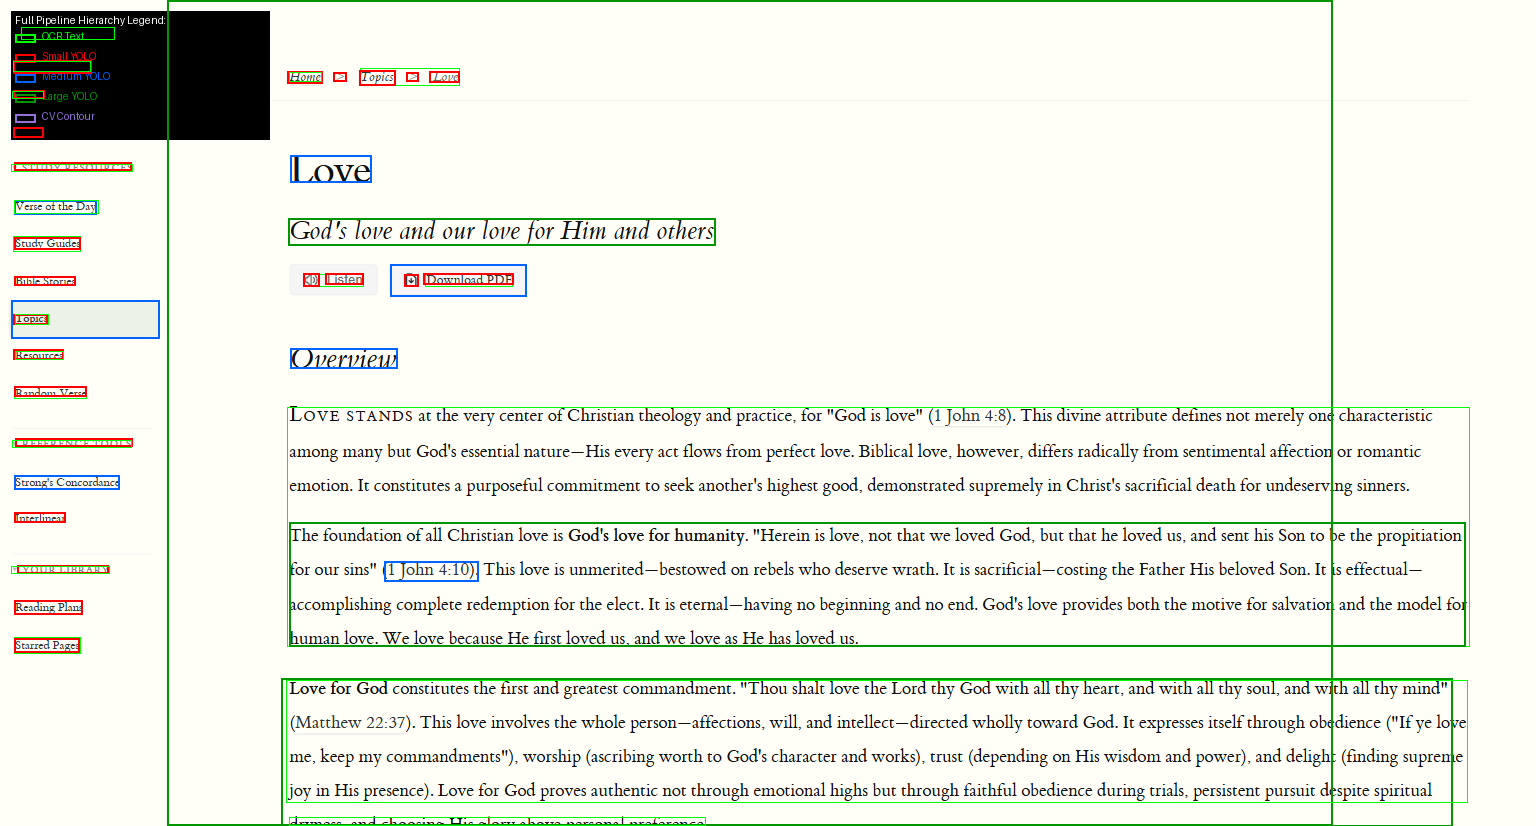 Full Pipeline Hierarchy Legend:
OCR Text
Small YOLO
Medium YOLO
Large YOLO
CV Contour
Home > Topics > Love
STUDY RESOURCES
Verse of the Day
Study Guides
Bible Stories
Topics
Resources
Random Verse
REFERENCE TOOLS
Strong's Concordance
Interlinear
YOUR LIBRARY
Reading Plans
Starred Pages
Love
God's love and our love for Him and others
Listen
Download PDF
Overview
LOVE STANDS at the very center of Christian theology and practice, for "God is love" (1 John 4:8). This divine attribute defines not merely one characteristic
among many but God's essential nature—His every act flows from perfect love. Biblical love, however, differs radically from sentimental affection or romantic
emotion. It constitutes a purposeful commitment to seek another's highest good, demonstrated supremely in Christ's sacrificial death for undeserving sinners.
The foundation of all Christian love is God's love for humanity. "Herein is love, not that we loved God, but that he loved us, and sent his Son to be the propitiation
for our sins" (1 John 4:10). This love is unmerited—bestowed on rebels who deserve wrath. It is sacrificial—costing the Father His beloved Son. It is effectual—
accomplishing complete redemption for the elect. It is eternal—having no beginning and no end. God's love provides both the motive for salvation and the model for
human love. We love because He first loved us, and we love as He has loved us.
Love for God constitutes the first and greatest commandment. "Thou shalt love the Lord thy God with all thy heart, and with all thy soul, and with all thy mind"
(Matthew 22:37). This love involves the whole person—affections, will, and intellect—directed wholly toward God. It expresses itself through obedience ("If ye love
me, keep my commandments"), worship (ascribing worth to God's character and works), trust (depending on His wisdom and power), and delight (finding supreme
joy in His presence). Love for God proves authentic not through emotional highs but through faithful obedience during trials, persistent pursuit despite spiritual
dryness, and choosing His glory above personal preference.